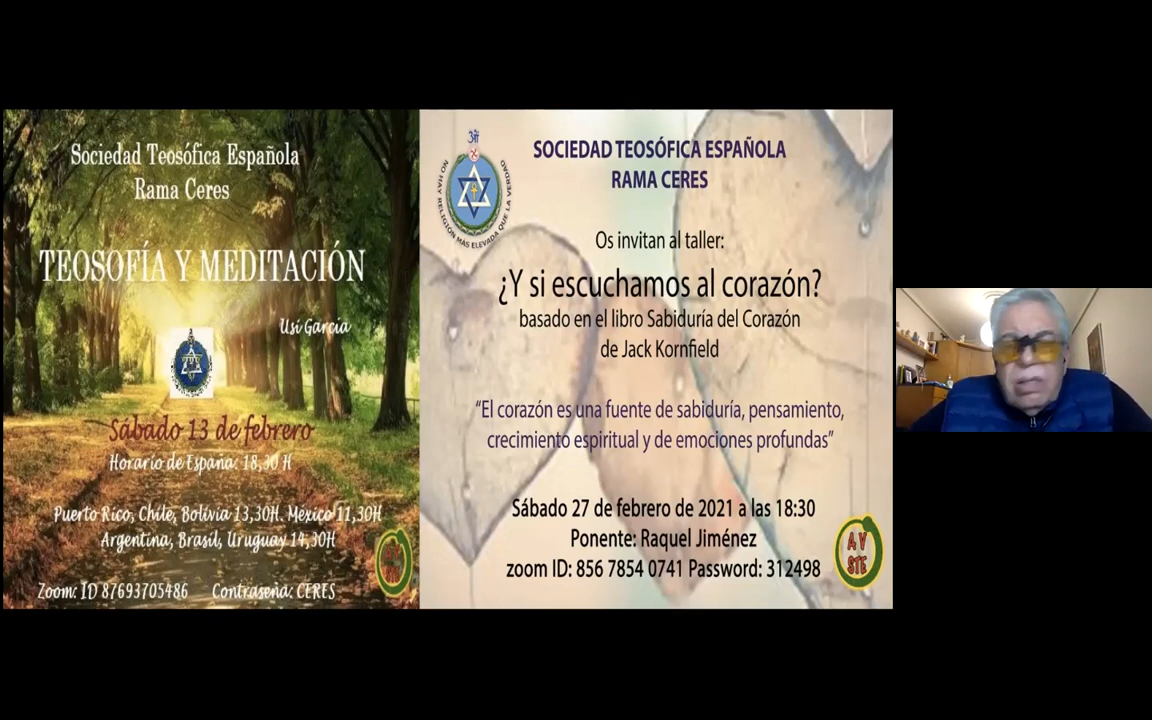 Sociedad Teosófica Española
Rama Ceres
TEOSOFÍA Y MEDITACIÓN
Usi Garcia
Sábado 13 de febrero
Horario de España: 18,30 H
Puerto Rico, Chile, Bolivia 13,30H. México 11,30H
Argentina, Brasil, Uruguay 14,30H
Zoom: ID 87693705486 Contraseña: CERES
AV
STE
NO HAY RELIGIÓN MÁS ELEVADA QUE LA VERDAD
SOCIEDAD TEOSÓFICA ESPAÑOLA
RAMA CERES
Os invitan al taller:
¿Y si escuchamos al corazón?
basado en el libro Sabiduría del Corazón
de Jack Kornfield
“El corazón es una fuente de sabiduría, pensamiento,
crecimiento espiritual y de emociones profundas”
Sábado 27 de febrero de 2021 a las 18:30
Ponente: Raquel Jiménez
zoom ID: 856 7854 0741 Password: 312498
A V
STE